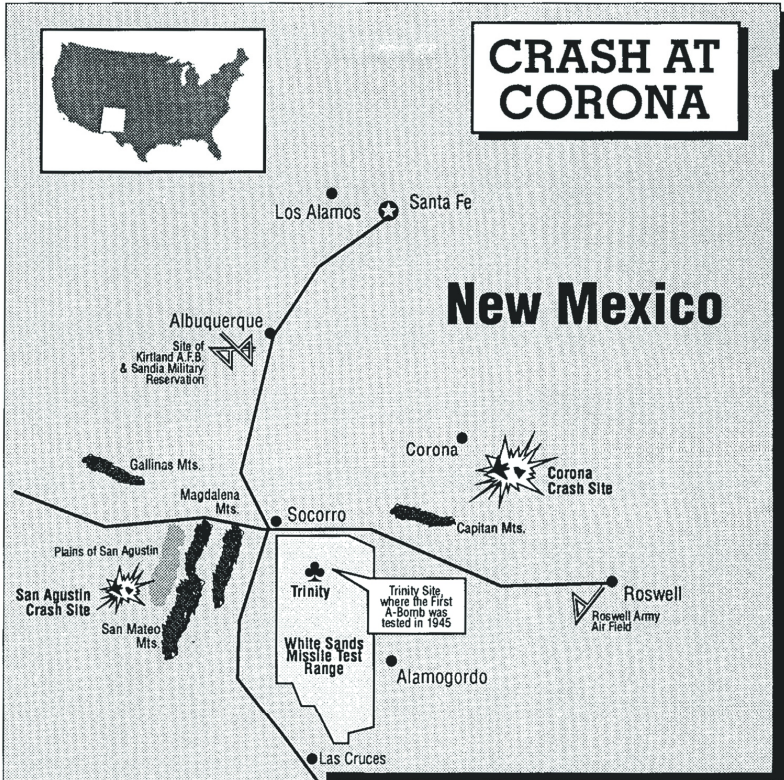 CRASH AT
CORONA
Los Alamos
Santa Fe
New Mexico
Albuquerque
Site of
Kirtland A.F.B.
& Sandia Military
Reservation
Corona
Corona
Crash Site
Gallinas Mts.
Magdalena
Mts.
Socorro
Capitan Mts.
Plains of San Agustin
San Agustin
Crash Site
San Mateo
Mts.
Trinity
Trinity Site,
where the First
A-Bomb was
tested in 1945
Roswell
Roswell Army
Air Field
White Sands
Missile Test
Range
Alamogordo
Las Cruces